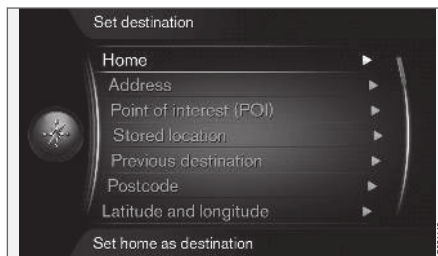 Set destination
Home
Address
Point of interest (POI)
Stored location
Previous destination
Postcode
Latitude and longitude
Set home as destination